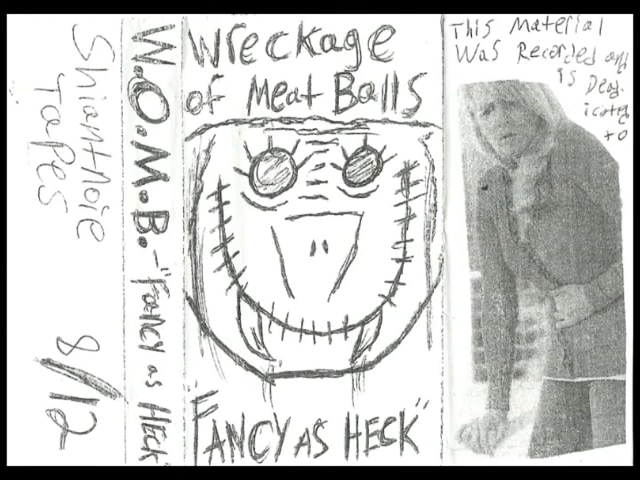 Shiantnoie
Tapes
8/12
W.O.M.B. - "Fancy as HECK"
Wreckage
of Meat Balls
"FANCY AS HECK"
This Material
Was Recorded and
is Ded-
icated
to